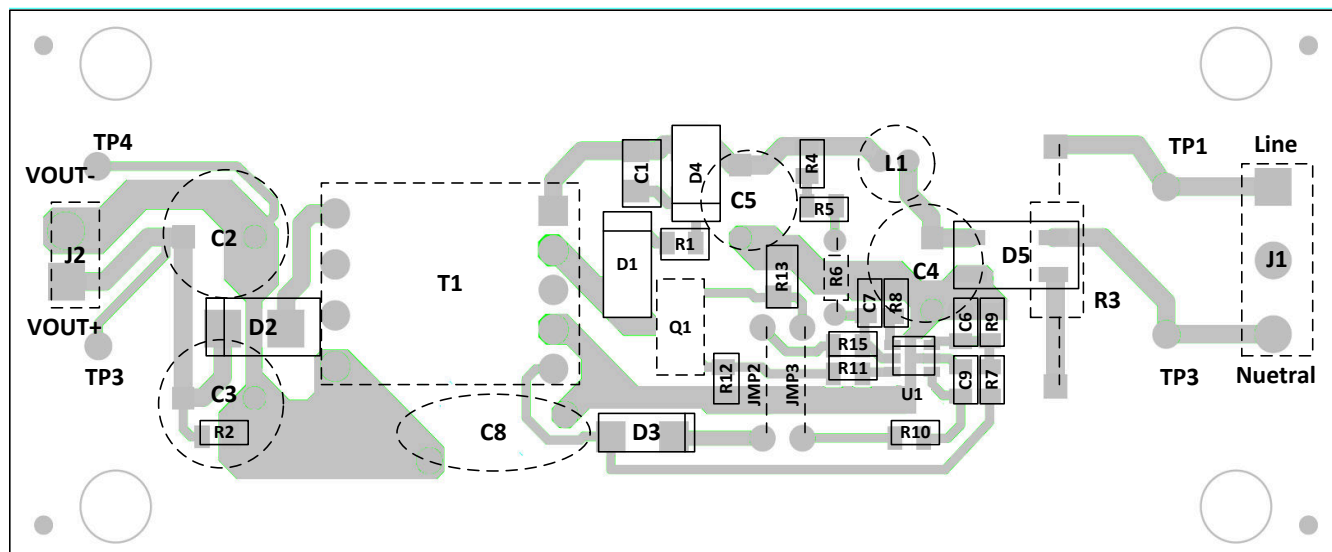 TP4
VOUT-
J2
VOUT+
TP3
C2
D2
C3
R2
T1
C8
C1
D4
C5
R4
L1
R5
R1
D1
R13
R6
C4
D5
R3
Q1
C7
R8
C6
R9
R15
R11
R12
JMP2
JMP3
U1
C9
R7
D3
R10
TP1
Line
J1
TP3
Nuetral